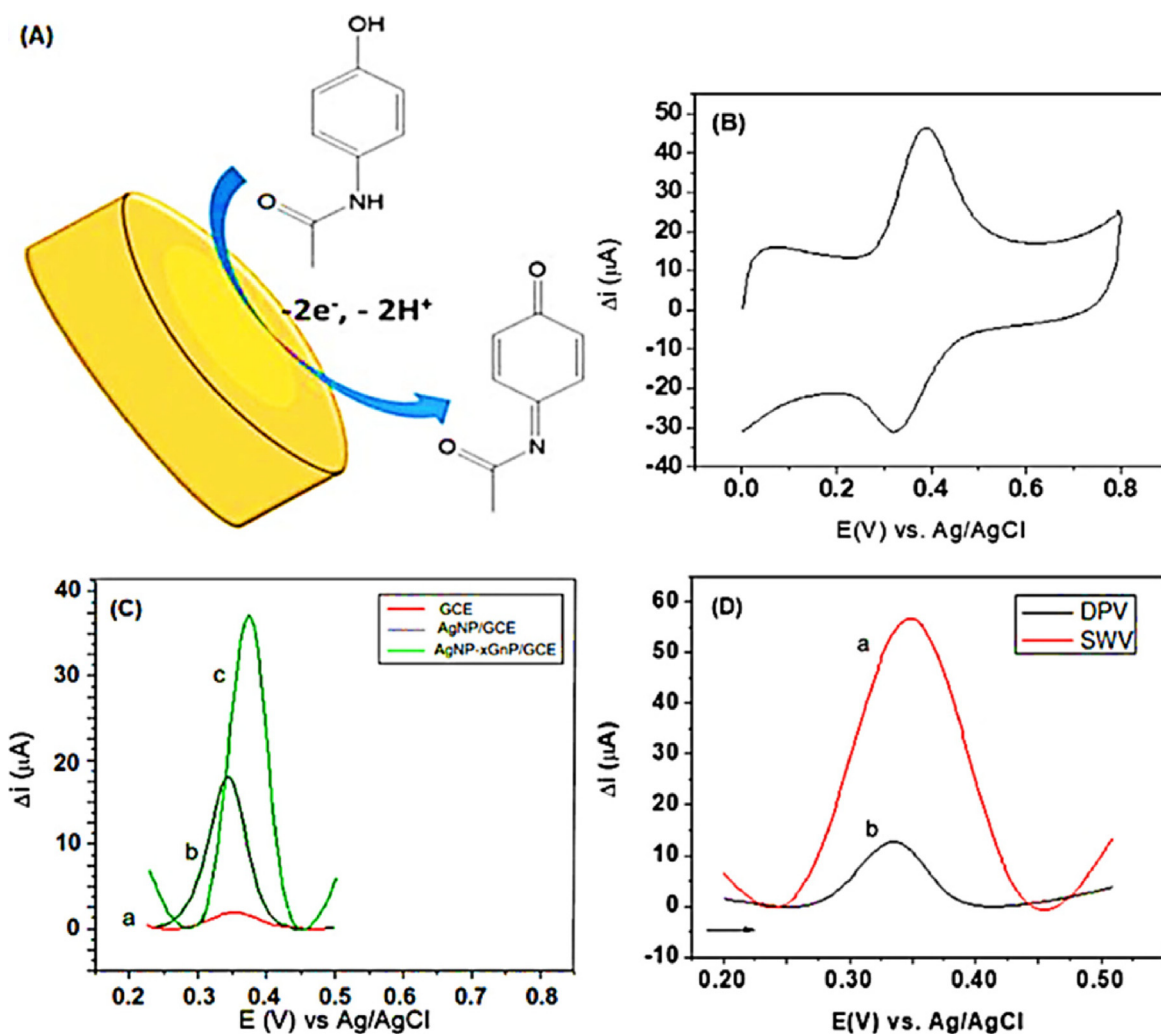 (A)
OH
O
NH
-2e-, - 2H+
O
O
N
(B)
50
40
30
20
10
0
-10
-20
-30
-40
Δi (μA)
0.0 0.2 0.4 0.6 0.8
E(V) vs. Ag/AgCl
(C)
GCE
AgNP/GCE
AgNP-xGnP/GCE
40
30
20
10
0
Δi (μA)
c
b
a
0.2 0.3 0.4 0.5 0.6 0.7 0.8
E (V) vs Ag/AgCl
(D)
DPV
SWV
60
50
40
30
20
10
0
-10
Δi (μA)
a
b
0.20 0.30 0.40 0.50
E(V) vs. Ag/AgCl